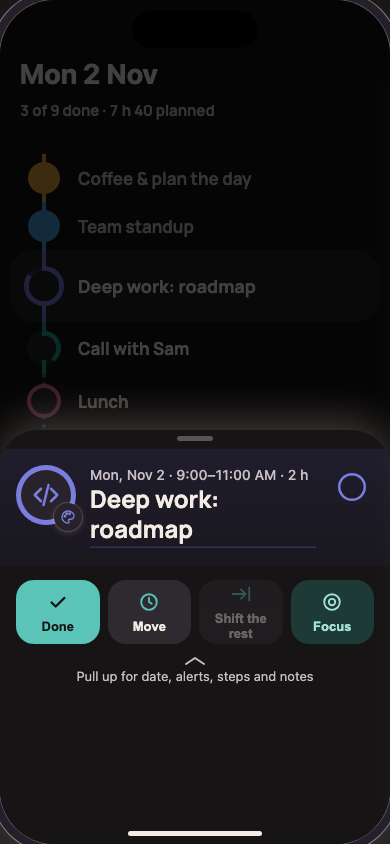 Mon 2 Nov
3 of 9 done · 7 h 40 planned
Coffee & plan the day
Team standup
Deep work: roadmap
Call with Sam
Lunch
Mon, Nov 2 · 9:00–11:00 AM · 2 h
Deep work:
roadmap
Done
Move
Shift the
rest
Focus
Pull up for date, alerts, steps and notes